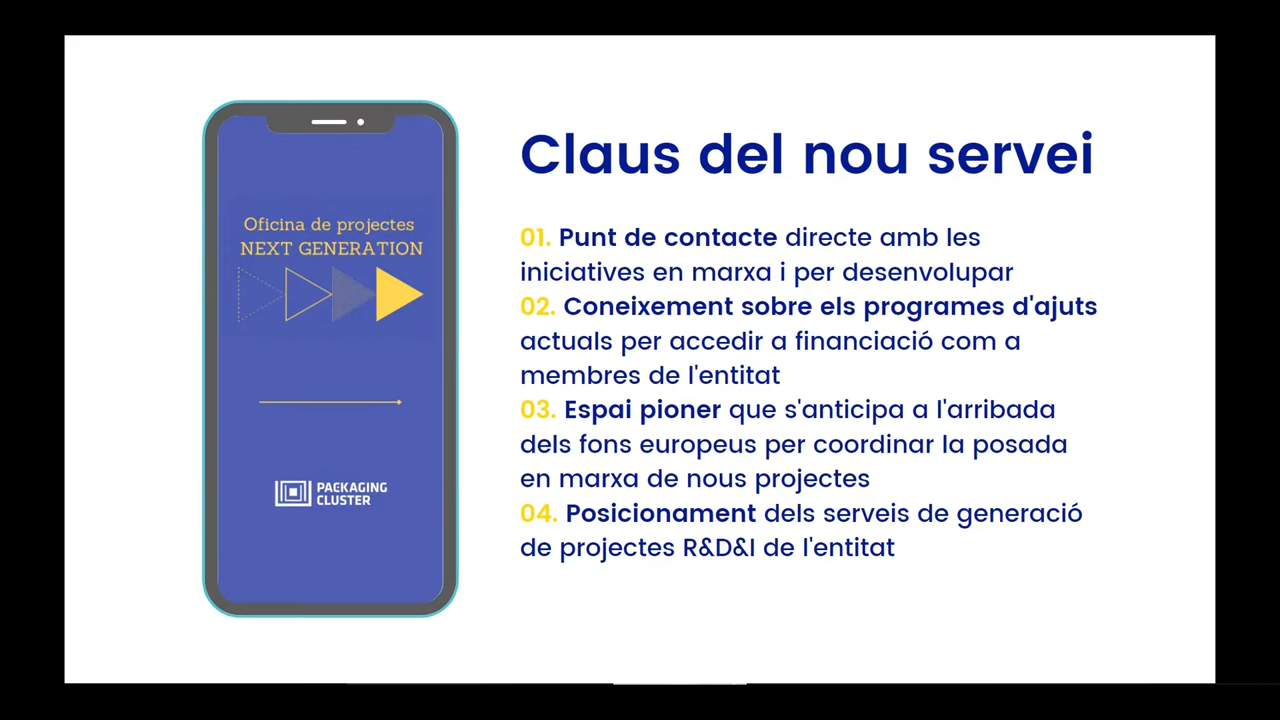 Oficina de projectes
NEXT GENERATION
PACKAGING
CLUSTER
Claus del nou servei
01. Punt de contacte directe amb les
iniciatives en marxa i per desenvolupar
02. Coneixement sobre els programes d'ajuts
actuals per accedir a financiació com a
membres de l'entitat
03. Espai pioner que s'anticipa a l'arribada
dels fons europeus per coordinar la posada
en marxa de nous projectes
04. Posicionament dels serveis de generació
de projectes R&D&I de l'entitat